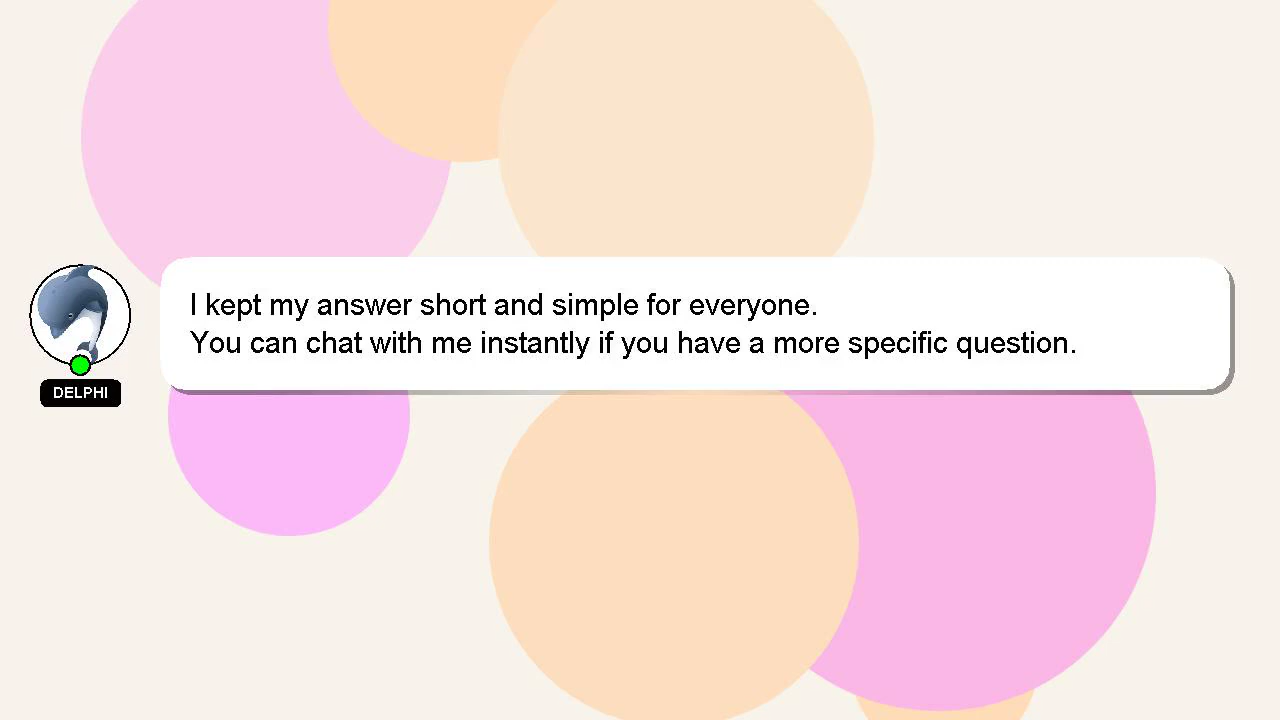 I kept my answer short and simple for everyone.
You can chat with me instantly if you have a more specific question.
DELPHI